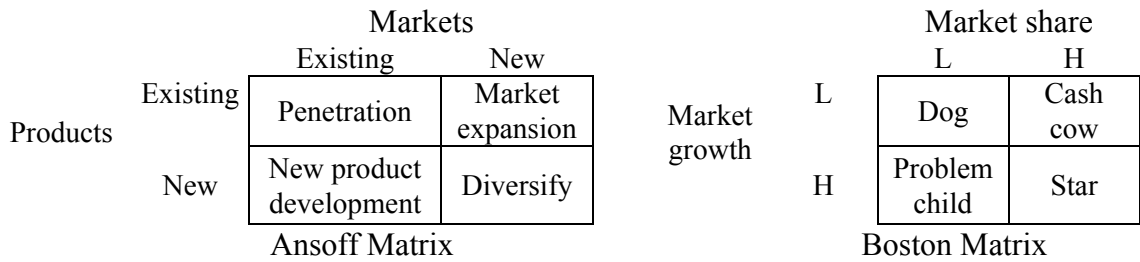 Markets
Existing New
Products
Existing
Penetration
Market
expansion
New
New product
development
Diversify
Ansoff Matrix
Market share
L H
Market
growth
L
Dog
Cash
cow
H
Problem
child
Star
Boston Matrix